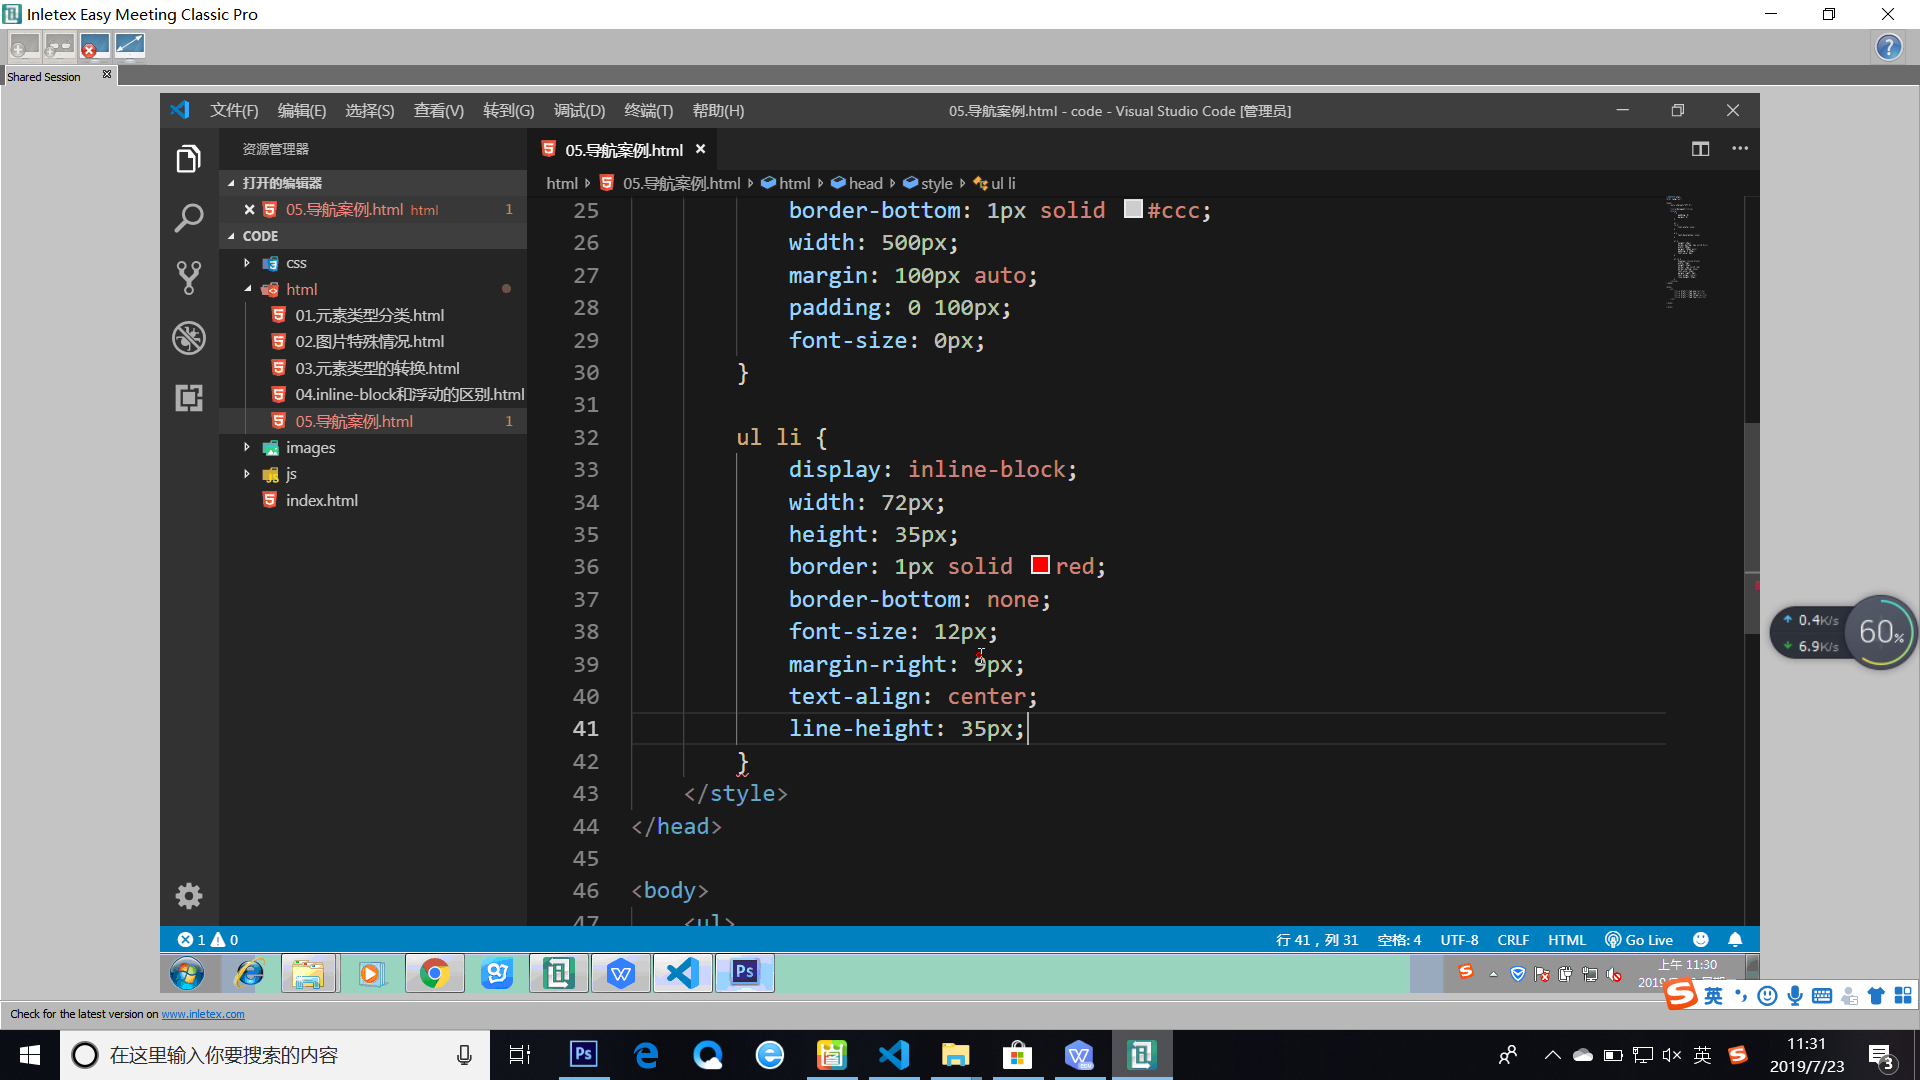 Inletex Easy Meeting Classic Pro
Shared Session
文件(F) 编辑(E) 选择(S) 查看(V) 转到(G) 调试(D) 终端(T) 帮助(H)
05.导航案例.html - code - Visual Studio Code [管理员]
资源管理器
打开的编辑器
05.导航案例.html html 1
CODE
css
html
01.元素类型分类.html
02.图片特殊情况.html
03.元素类型的转换.html
04.inline-block和浮动的区别.html
05.导航案例.html 1
images
js
index.html
05.导航案例.html
html 05.导航案例.html html head style ul li
25 border-bottom: 1px solid #ccc;
26 width: 500px;
27 margin: 100px auto;
28 padding: 0 100px;
29 font-size: 0px;
30 }
31
32 ul li {
33 display: inline-block;
34 width: 72px;
35 height: 35px;
36 border: 1px solid red;
37 border-bottom: none;
38 font-size: 12px;
39 margin-right: 9px;
40 text-align: center;
41 line-height: 35px;
42 }
43 </style>
44 </head>
45
46 <body>
47 <ul>
1 0
行 41，列 31 空格: 4 UTF-8 CRLF HTML Go Live
上午 11:30
Ps
英
0.4K/s
6.9K/s
60%
Check for the latest version on www.inletex.com
在这里输入你要搜索的内容
Ps
英
11:31
2019/7/23
3